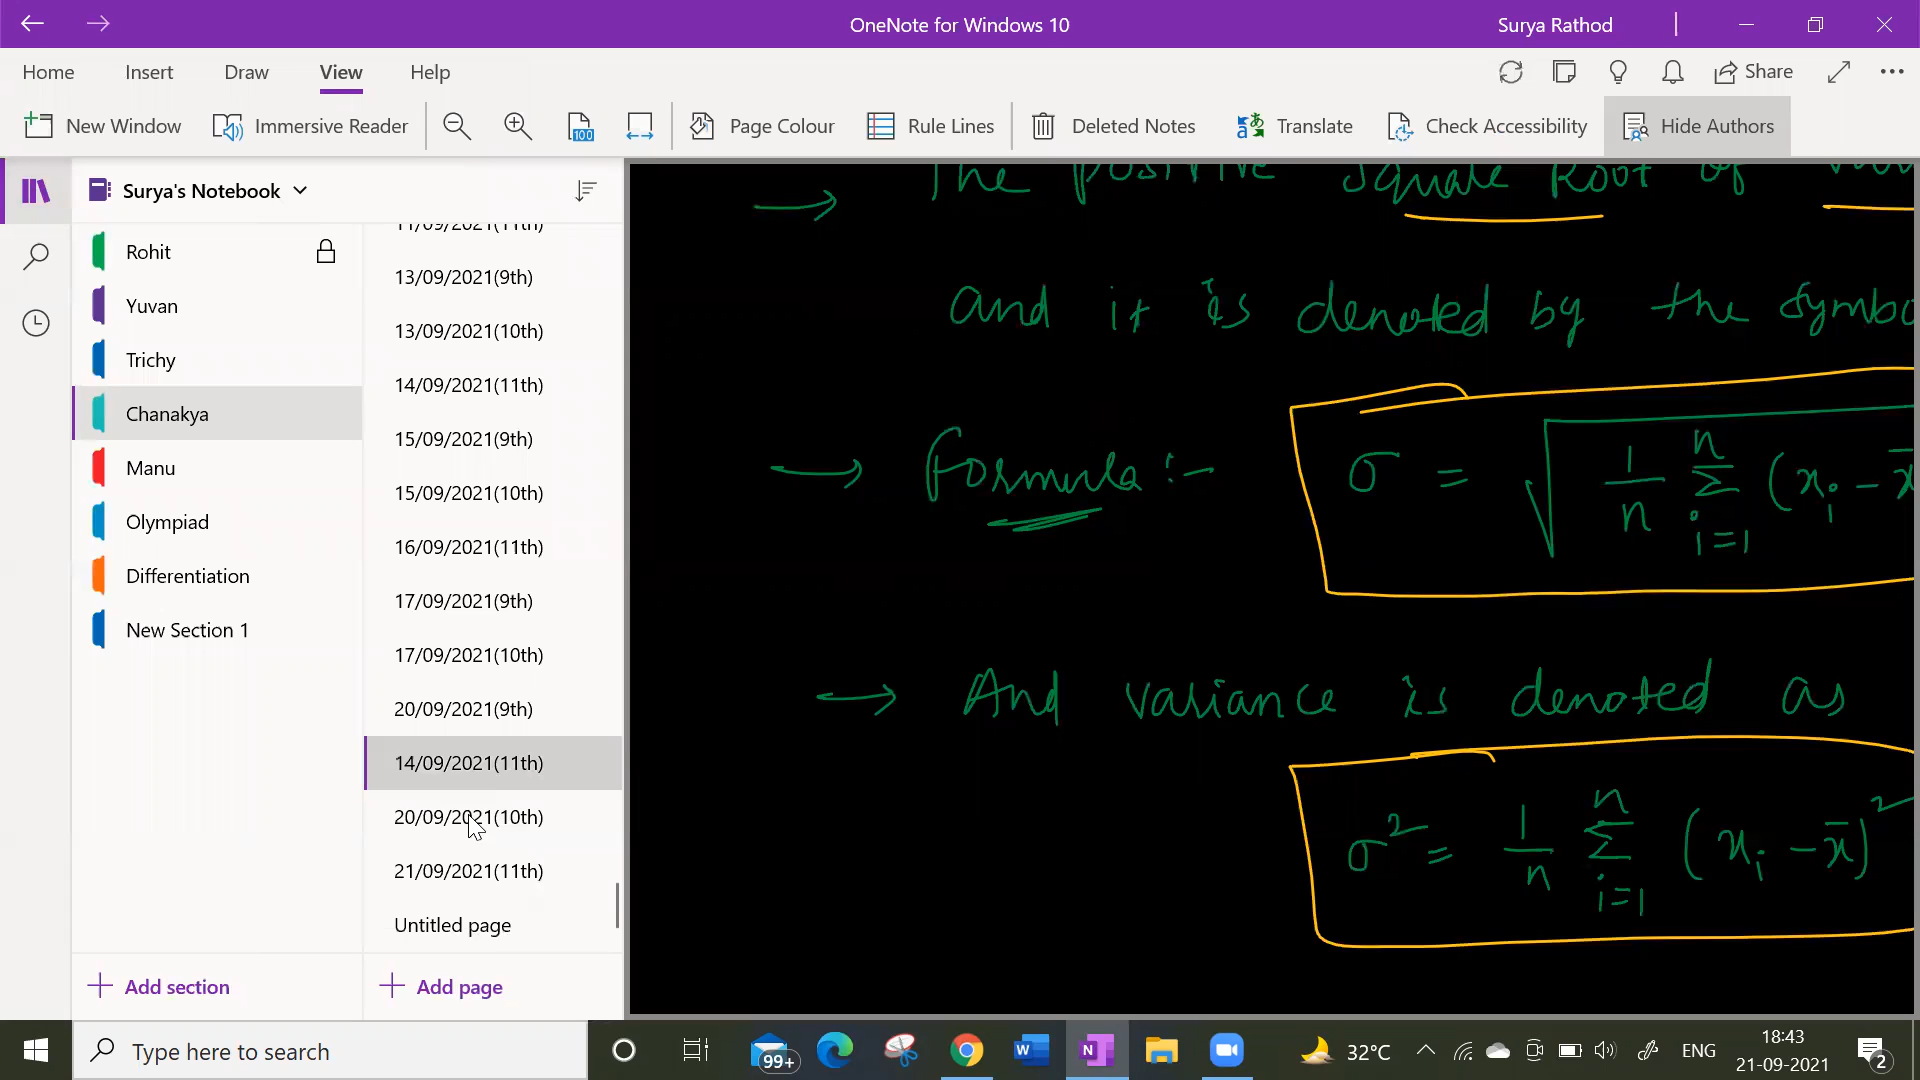 OneNote for Windows 10
Surya Rathod
Home Insert Draw View Help
Share
New Window Immersive Reader 100 Page Colour Rule Lines Deleted Notes Translate Check Accessibility Hide Authors
Surya's Notebook
Rohit
Yuvan
Trichy
Chanakya
Manu
Olympiad
Differentiation
New Section 1
Add section
11/09/2021(11th)
13/09/2021(9th)
13/09/2021(10th)
14/09/2021(11th)
15/09/2021(9th)
15/09/2021(10th)
16/09/2021(11th)
17/09/2021(9th)
17/09/2021(10th)
20/09/2021(9th)
14/09/2021(11th)
20/09/2021(10th)
21/09/2021(11th)
Untitled page
Add page
→ The positive square Root of
and it is denoted by the symbo
→ Formula :- σ = √ 1/n n Σ i=1 (xᵢ - x̄
→ And variance is denoted as
σ² = 1/n n Σ i=1 (xᵢ - x̄)²
Type here to search
99+
32°C
ENG
18:43
21-09-2021
2